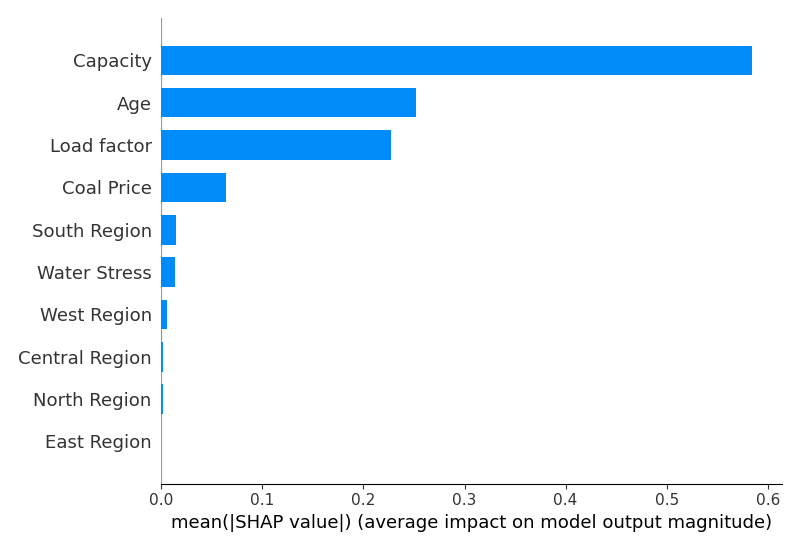 Capacity
Age
Load factor
Coal Price
South Region
Water Stress
West Region
Central Region
North Region
East Region
0.0 0.1 0.2 0.3 0.4 0.5 0.6
mean(|SHAP value|) (average impact on model output magnitude)